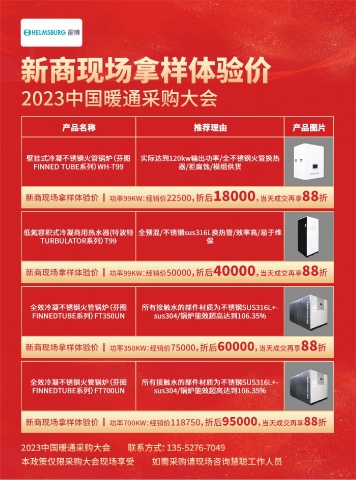 HELMSBURG 霍博
新商现场拿样体验价
2023中国暖通采购大会
产品名称 推荐理由 产品图片
壁挂式冷凝不锈钢火管锅炉（芬图
FINNED TUBE系列）WH-T99
实际达到120kw输出功率/全不锈钢火管换热
器/拒腐蚀/模组供货
新商现场拿样体验价 | 功率99KW：经销价22500，折后18000，当天成交再享88折
低氮容积式冷凝商用热水器(特波特
TURBULATOR系列）T99
全预混/不锈钢sus316L换热管/效率高/易于维
保
新商现场拿样体验价 | 功率99KW：经销价50000，折后40000，当天成交再享88折
全效冷凝不锈钢火管锅炉（芬图
FINNEDTUBE系列）FT350UN
所有接触水的部件材质为不锈钢SUS316L+-
sus304/锅炉能效超高达到106.35%
新商现场拿样体验价 | 功率350KW：经销价75000，折后60000，当天成交再享88折
全效冷凝不锈钢火管锅炉（芬图
FINNEDTUBE系列）FT700UN
所有接触水的部件材质为不锈钢SUS316L+-
sus304/锅炉能效超高达到106.35%
新商现场拿样体验价 | 功率700KW：经销价118750，折后95000，当天成交再享88折
2023中国暖通采购大会 联系方式：135-5276-7049
本政策仅限采购大会现场享受 如需采购请现场咨询慧聪工作人员